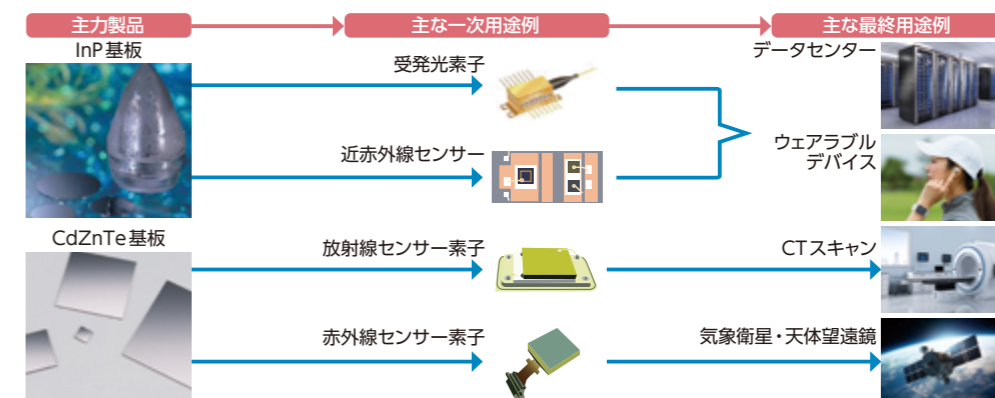 主力製品
主な一次用途例
主な最終用途例
InP基板
受発光素子
近赤外線センサー
データセンター
ウェアラブル
デバイス
CdZnTe基板
放射線センサー素子
CTスキャン
赤外線センサー素子
気象衛星・天体望遠鏡